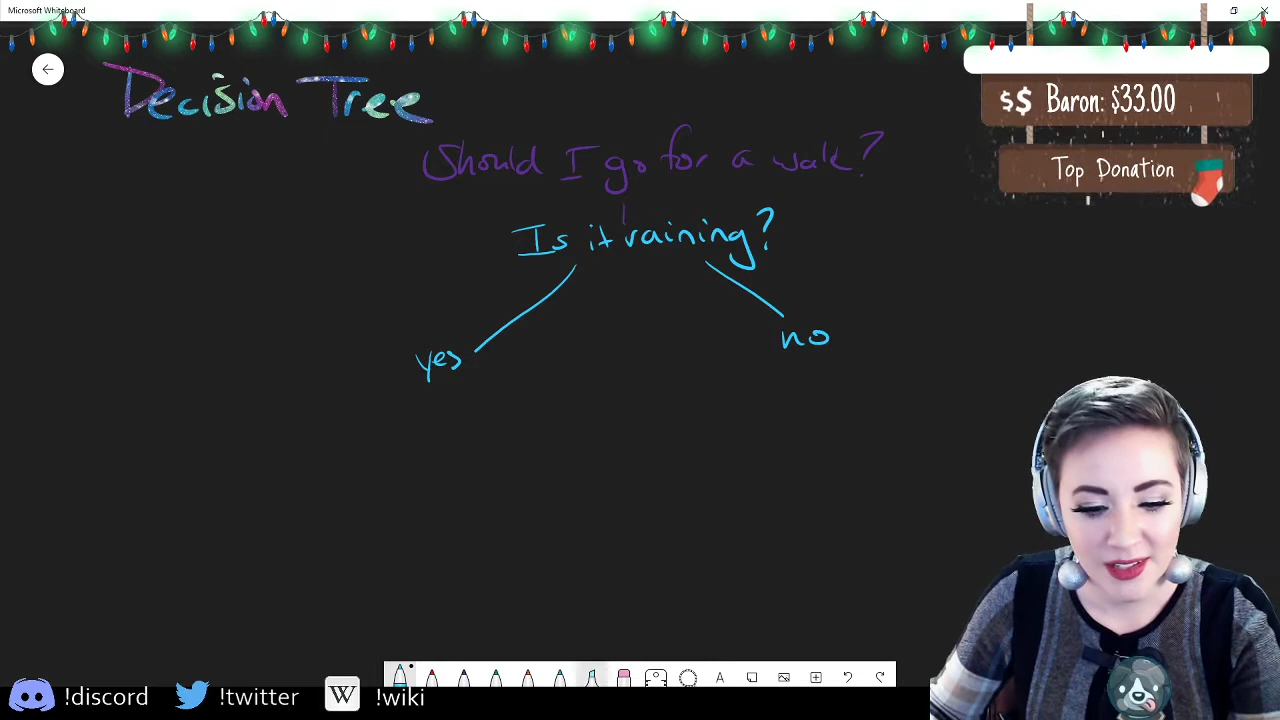 Microsoft Whiteboard
$$ Baron: $33.00
Top Donation
Decision Tree
Should I go for a walk?
Is it raining?
yes
no
!discord
!twitter
W !wiki